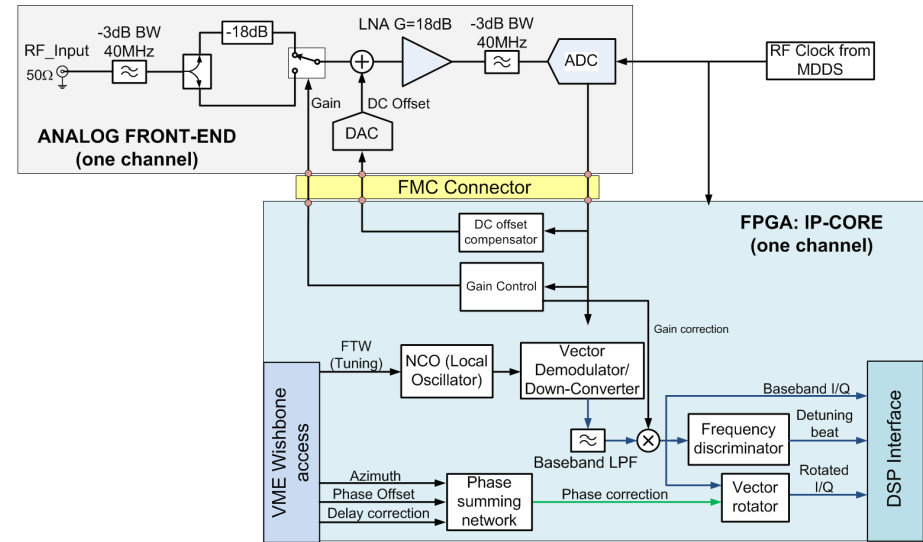 RF_Input
50Ω
-3dB BW
40MHz
-18dB
LNA G=18dB
-3dB BW
40MHz
ADC
RF Clock from
MDDS
Gain
DC Offset
DAC
ANALOG FRONT-END
(one channel)
FMC Connector
FPGA: IP-CORE
(one channel)
DC offset
compensator
Gain Control
Gain correction
FTW
(Tuning)
NCO (Local
Oscillator)
Vector
Demodulator/
Down-Converter
VME Wishbone
access
Baseband LPF
Baseband I/Q
Frequency
discriminator
Detuning
beat
Azimuth
Phase Offset
Delay correction
Phase
summing
network
Phase correction
Vector
rotator
Rotated
I/Q
DSP Interface